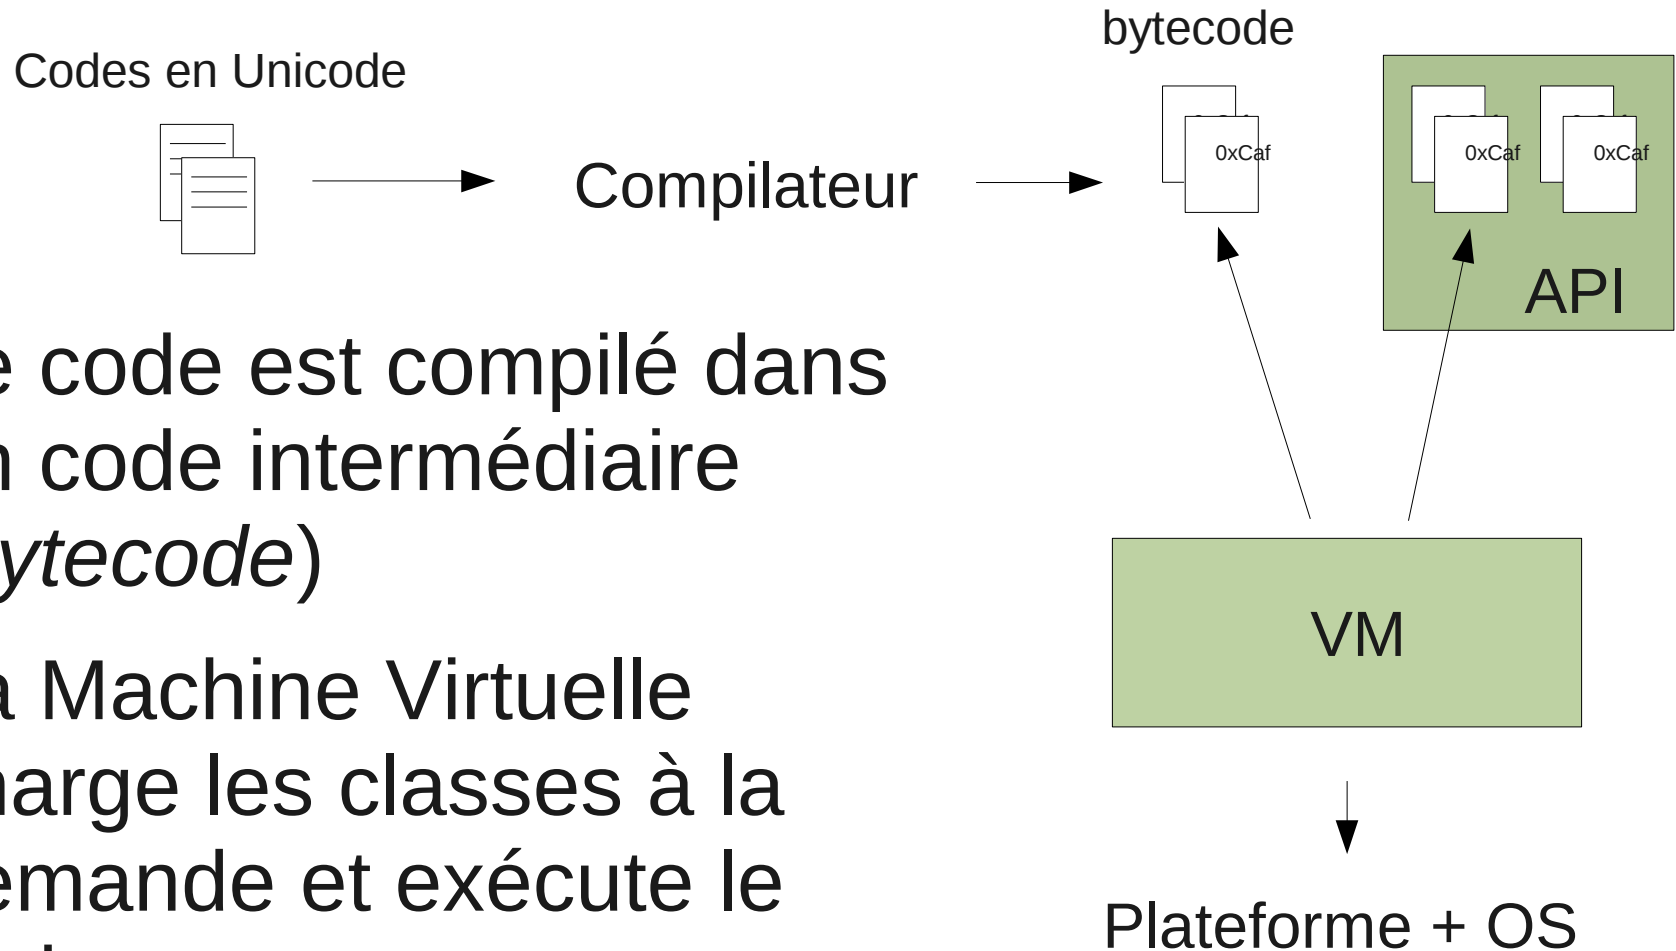 bytecode
Codes en Unicode
Compilateur
0xCaf
0xCaf
0xCaf
API
e code est compilé dans
n code intermédiaire
ytecode)
VM
a Machine Virtuelle
harge les classes à la
emande et exécute le
Plateforme + OS